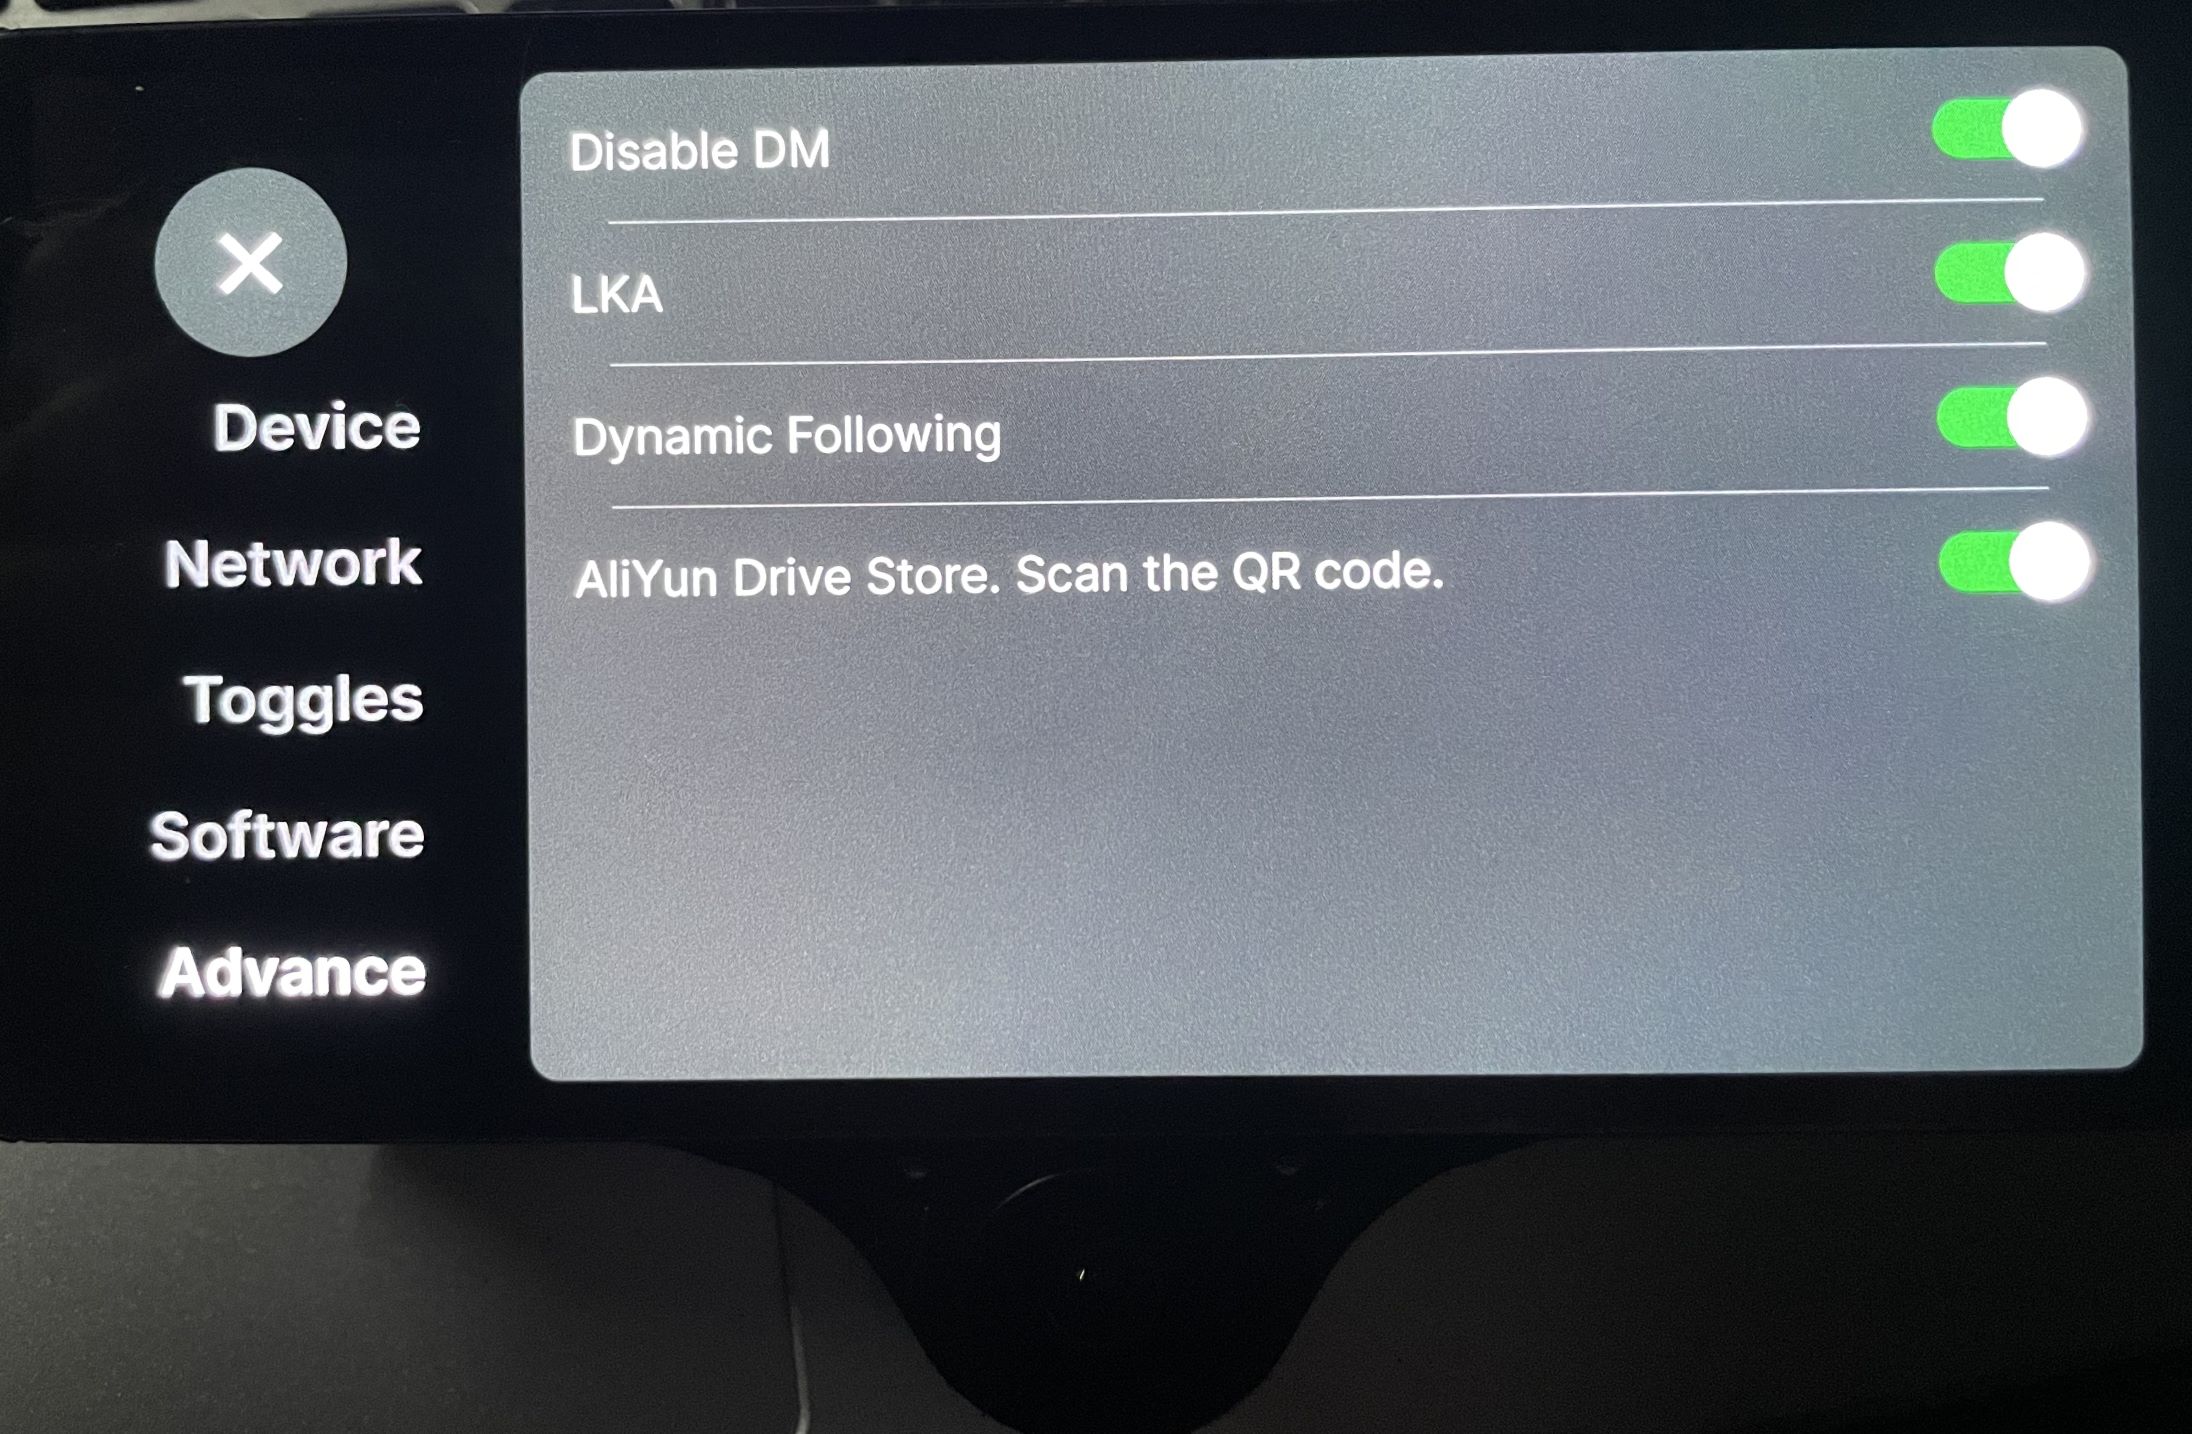 Device
Network
Toggles
Software
Advance
Disable DM
LKA
Dynamic Following
AliYun Drive Store. Scan the QR code.